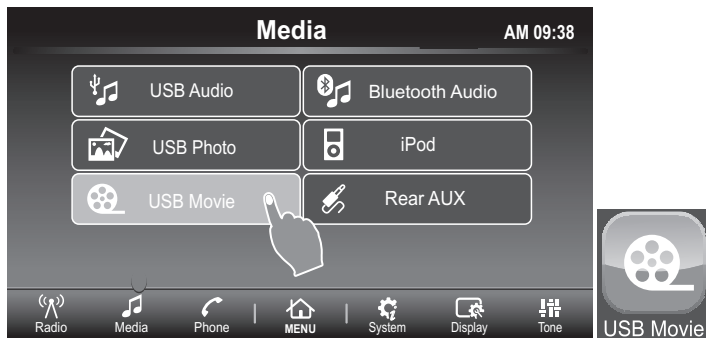 Media AM 09:38
USB Audio Bluetooth Audio
USB Photo iPod
USB Movie Rear AUX
Radio Media Phone MENU System Display Tone
USB Movie